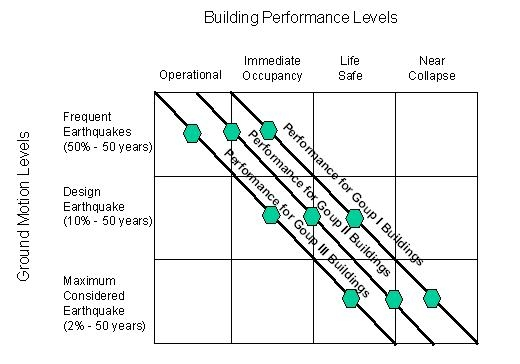 Building Performance Levels
Operational
Immediate
Occupancy
Life
Safe
Near
Collapse
Ground Motion Levels
Frequent
Earthquakes
(50% - 50 years)
Design
Earthquake
(10% - 50 years)
Maximum
Considered
Earthquake
(2% - 50 years)
Performance for Goup I Buildings
Performance for Goup II Buildings
Performance for Goup III Buildings